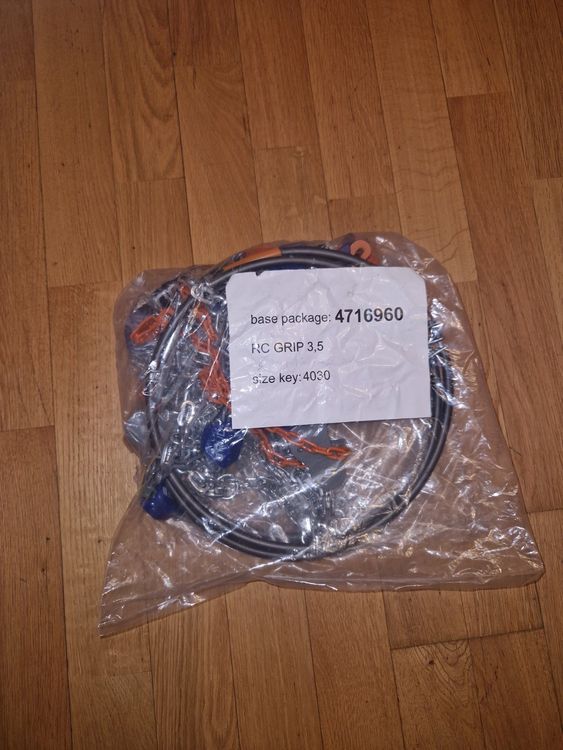 base package: 4716960
RC GRIP 3,5
size key: 4030